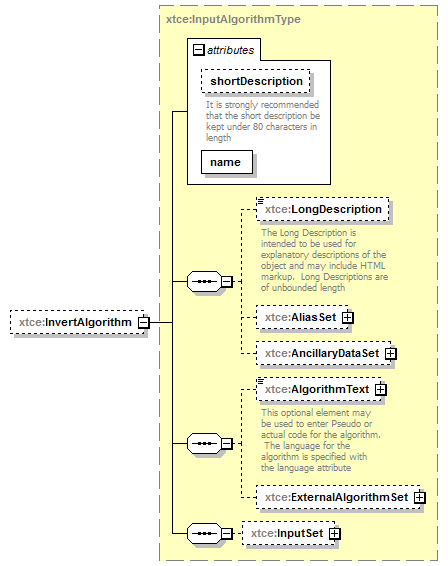 xtce:InputAlgorithmType
attributes
shortDescription
It is strongly recommended
that the short description be
kept under 80 characters in
length
name
xtce:LongDescription
The Long Description is
intended to be used for
explanatory descriptions of the
object and may include HTML
markup.  Long Descriptions are
of unbounded length
xtce:InvertAlgorithm
xtce:AliasSet
xtce:AncillaryDataSet
xtce:AlgorithmText
This optional element may
be used to enter Pseudo or
actual code for the algorithm.
The language for the
algorithm is specified with
the language attribute
xtce:ExternalAlgorithmSet
xtce:InputSet